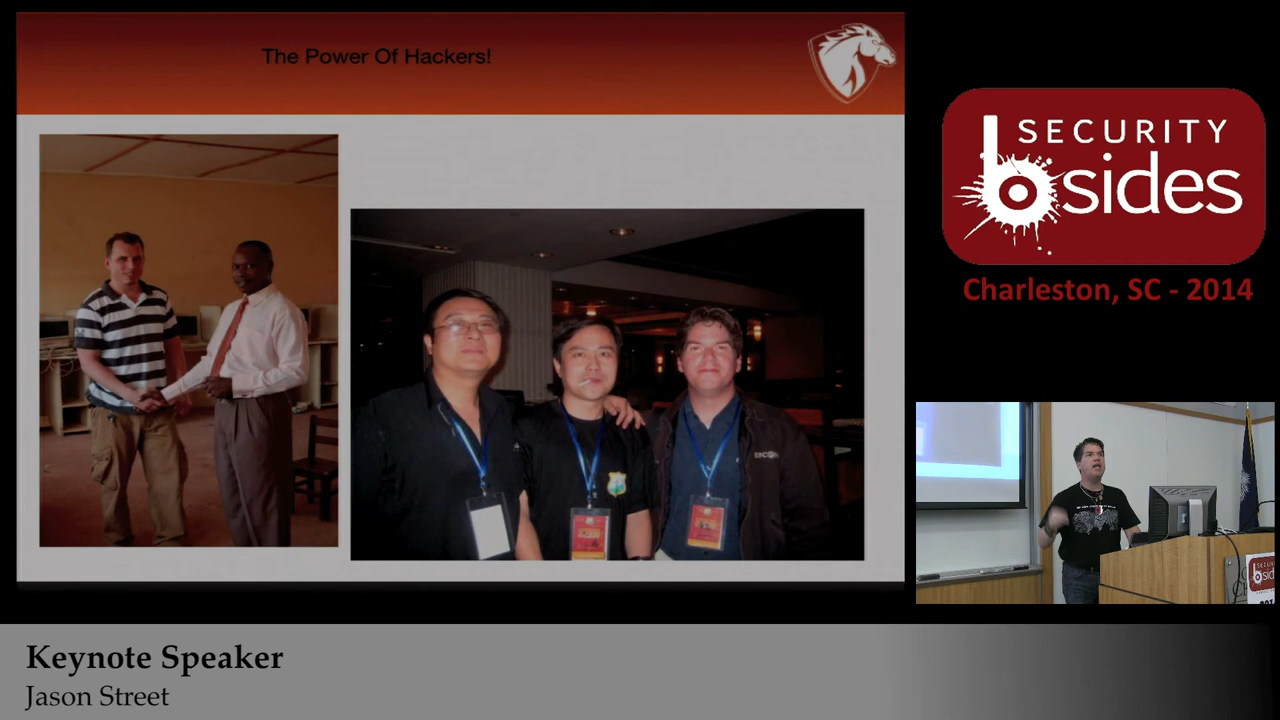 The Power Of Hackers!
SECURITY
bsides
Charleston, SC - 2014
Keynote Speaker
Jason Street